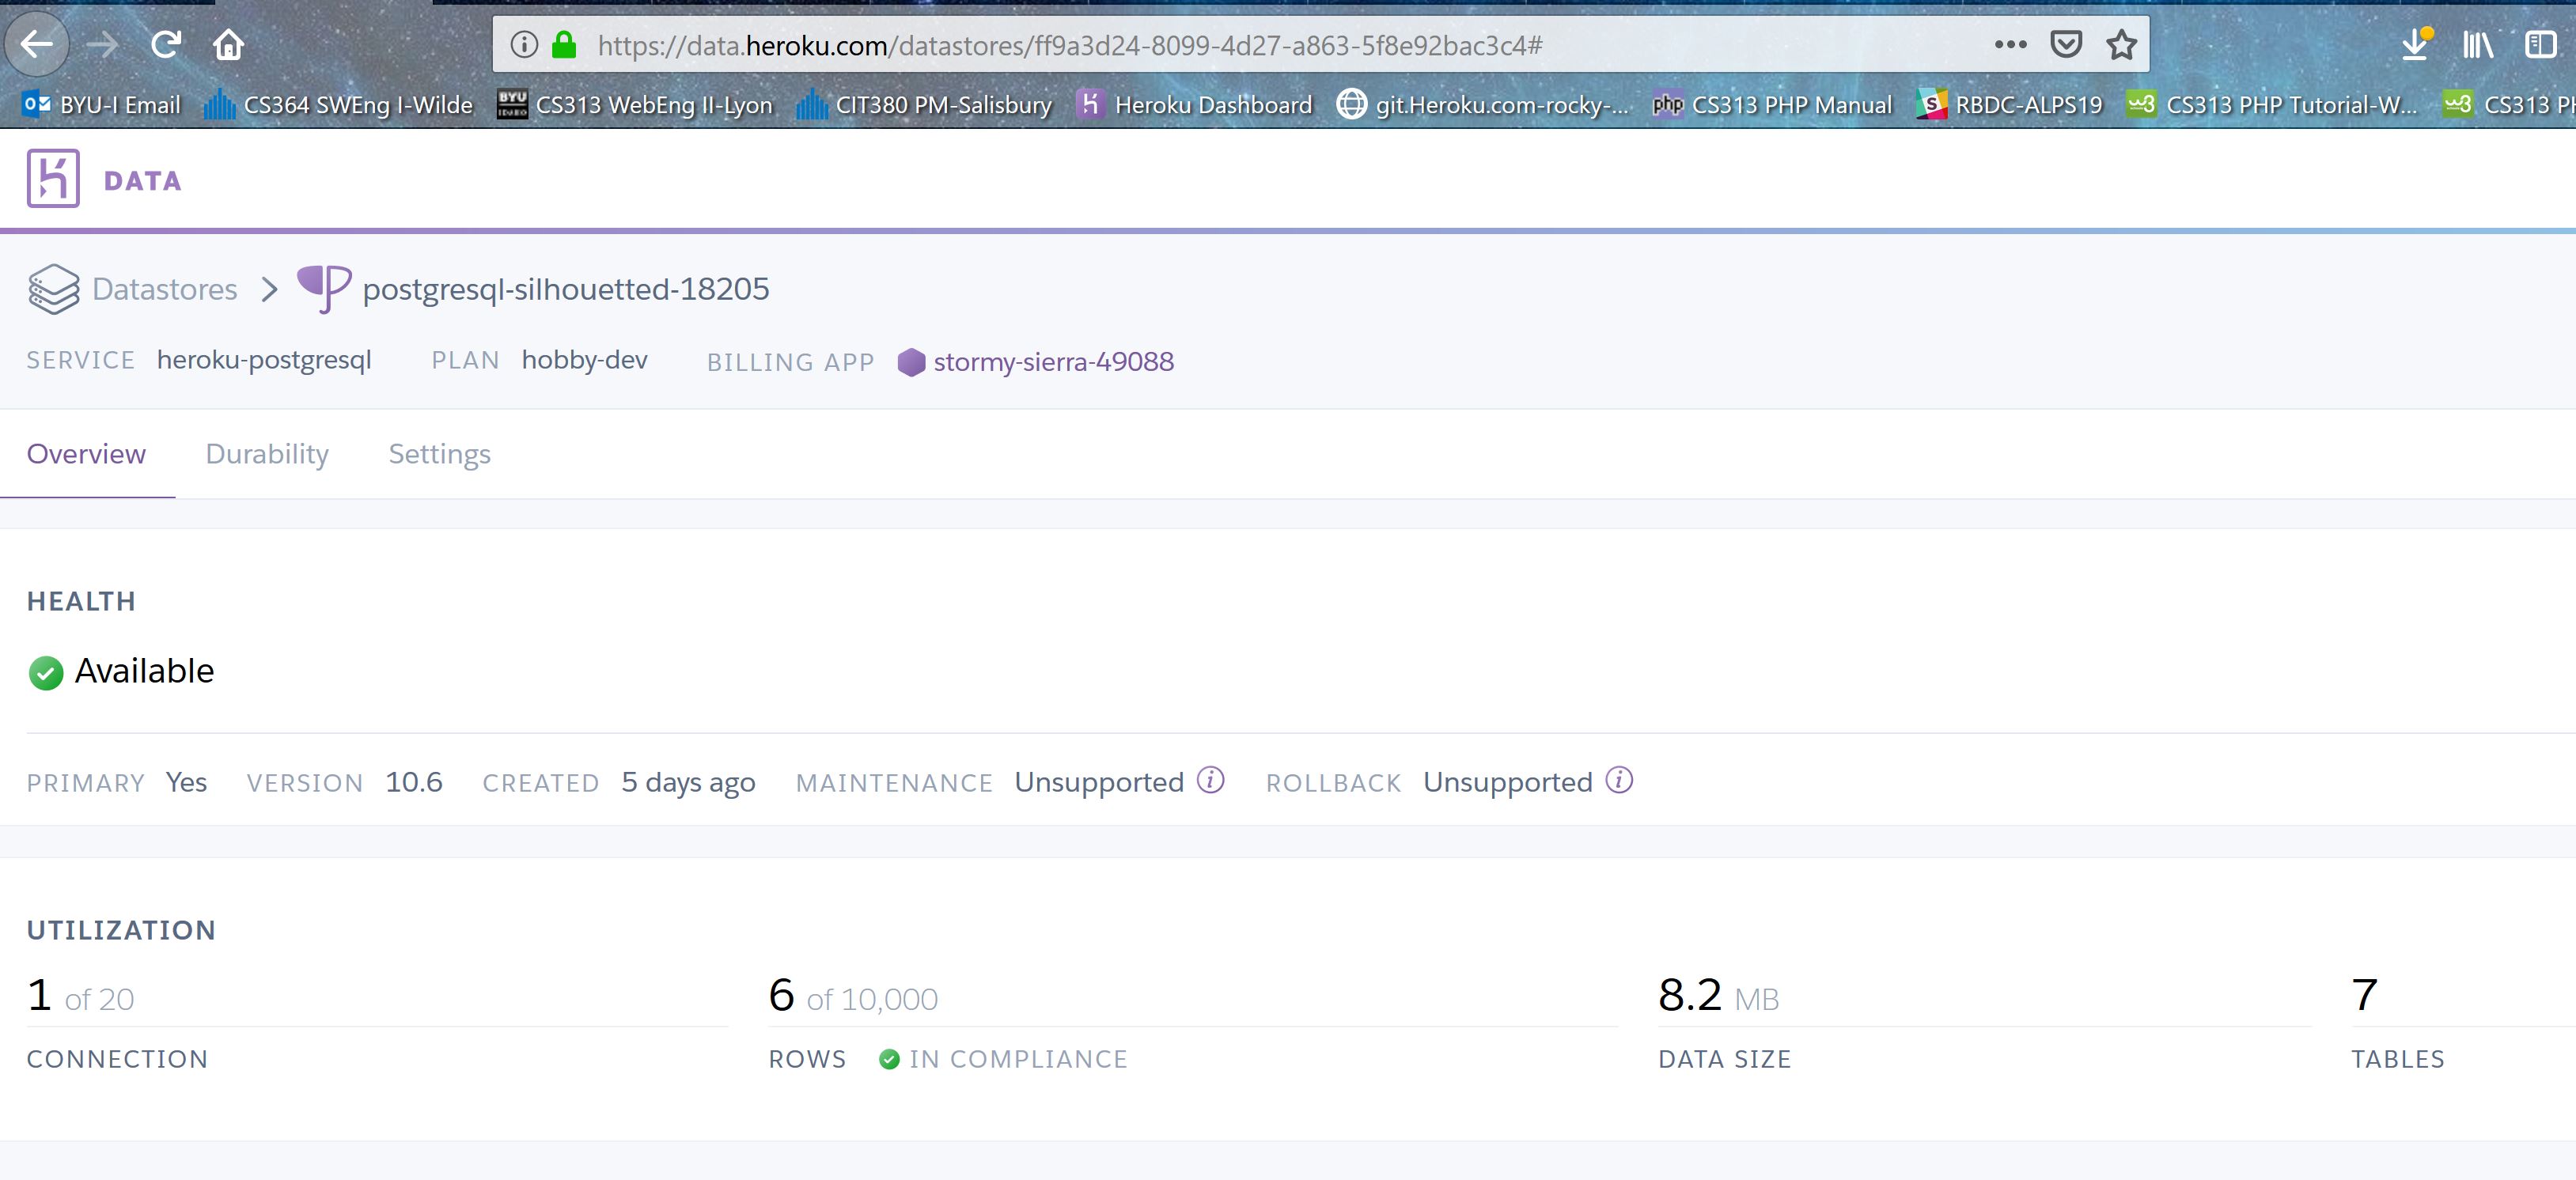 https://data.heroku.com/datastores/ff9a3d24-8099-4d27-a863-5f8e92bac3c4#
BYU-I Email CS364 SWEng I-Wilde CS313 WebEng II-Lyon CIT380 PM-Salisbury Heroku Dashboard git.Heroku.com-rocky-... CS313 PHP Manual RBDC-ALPS19 CS313 PHP Tutorial-W... CS313
DATA
Datastores > postgresql-silhouetted-18205
SERVICE heroku-postgresql PLAN hobby-dev BILLING APP stormy-sierra-49088
Overview Durability Settings
HEALTH
Available
PRIMARY Yes VERSION 10.6 CREATED 5 days ago MAINTENANCE Unsupported ROLLBACK Unsupported
UTILIZATION
1 of 20 6 of 10,000 8.2 MB 7
CONNECTION ROWS IN COMPLIANCE DATA SIZE TABLES